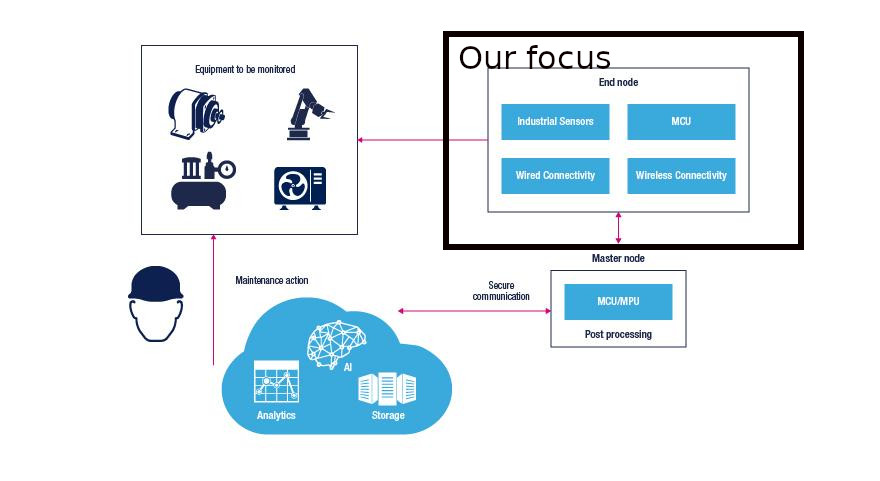 Our focus
Equipment to be monitored
End node
Industrial Sensors
MCU
Wired Connectivity
Wireless Connectivity
Master node
Maintenance action
Secure
communication
MCU/MPU
Post processing
AI
Analytics
Storage